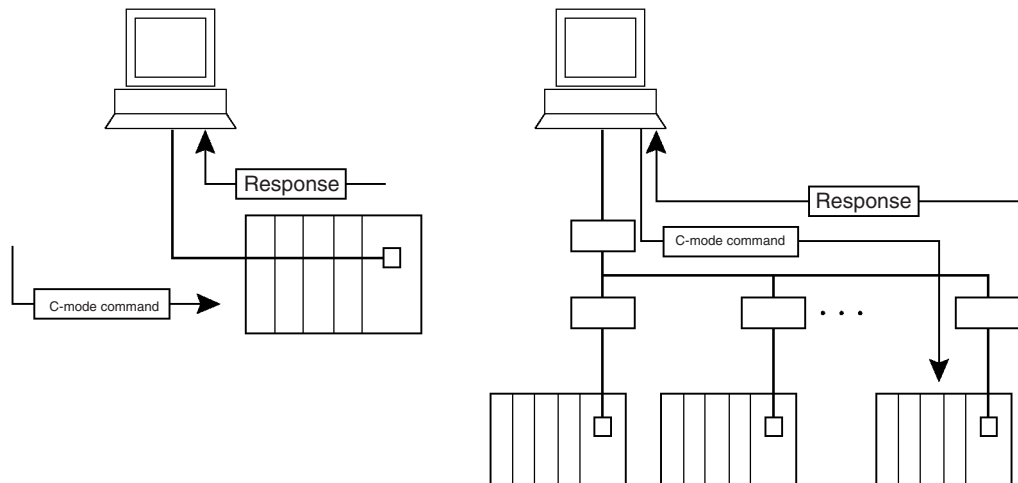 Response
C-mode command
Response
C-mode command
. . .